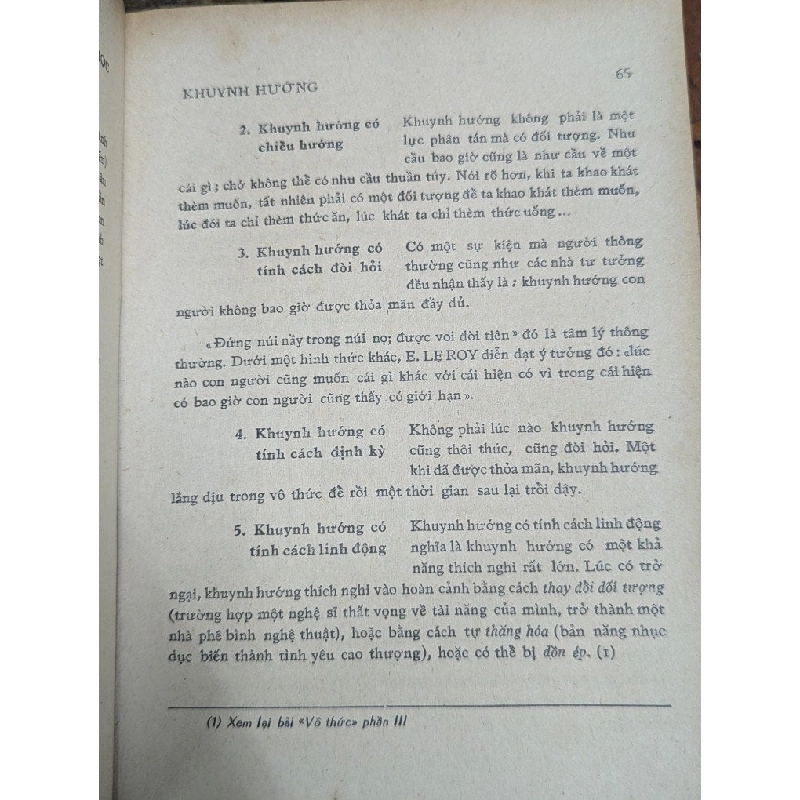 KHUYNH HƯỚNG 65
2. Khuynh hướng có chiều hướng
Khuynh hướng không phải là một
lực phân tán mà có đối tượng. Nhu
cầu bao giờ cũng là nhu cầu về một
cái gì; chớ không thể có nhu cầu thuần túy. Nói rõ hơn, khi ta khao khát
thèm muốn, tất nhiên phải có một đối tượng để ta khao khát thèm muốn,
lúc đói ta chỉ thèm thức ăn, lúc khát ta chỉ thèm thức uống...
3. Khuynh hướng có tính cách đòi hỏi
Có một sự kiện mà người thông
thường cũng như các nhà tư tưởng
đều nhận thấy là; khuynh hướng con
người không bao giờ được thỏa mãn đầy đủ.
«Đứng núi này trong núi nọ; được voi đòi tiên» đó là tâm lý thông
thường. Dưới một hình thức khác, E. LE ROY diễn đạt ý tưởng đó: «lúc
nào con người cũng muốn cái gì khác với cái hiện có vì trong cái hiện
có bao giờ con người cũng thấy có giới hạn».
4. Khuynh hướng có tính cách định kỳ
Không phải lúc nào khuynh hướng
cũng thôi thúc, cũng đòi hỏi. Một
khi đã được thỏa mãn, khuynh hướng
lắng dịu trong vô thức để rồi một thời gian sau lại trỗi dậy.
5. Khuynh hướng có tính cách linh động
Khuynh hướng có tính cách linh động
nghĩa là khuynh hướng có một khả
năng thích nghi rất lớn. Lúc có trở
ngại, khuynh hướng thích nghi vào hoàn cảnh bằng cách thay đổi đối tượng
(trường hợp một nghệ sĩ thất vọng về tài năng của mình, trở thành một
nhà phê bình nghệ thuật), hoặc bằng cách tự thăng hóa (bản năng nhục
dục biến thành tình yêu cao thượng), hoặc có thể bị dồn ép. (1)
(1) Xem lại bài «Vô thức» phần III